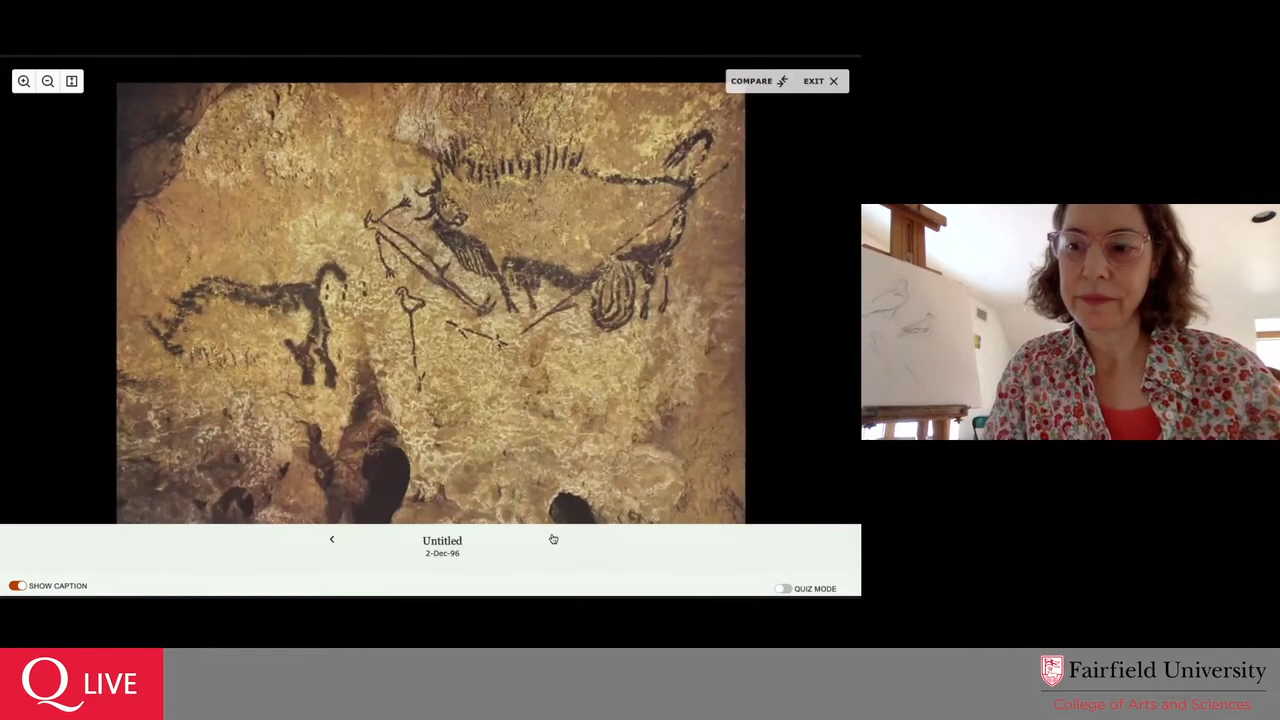 COMPARE EXIT
Untitled
2-Dec-96
SHOW CAPTION
QUIZ MODE
Q LIVE
Fairfield University
College of Arts and Sciences